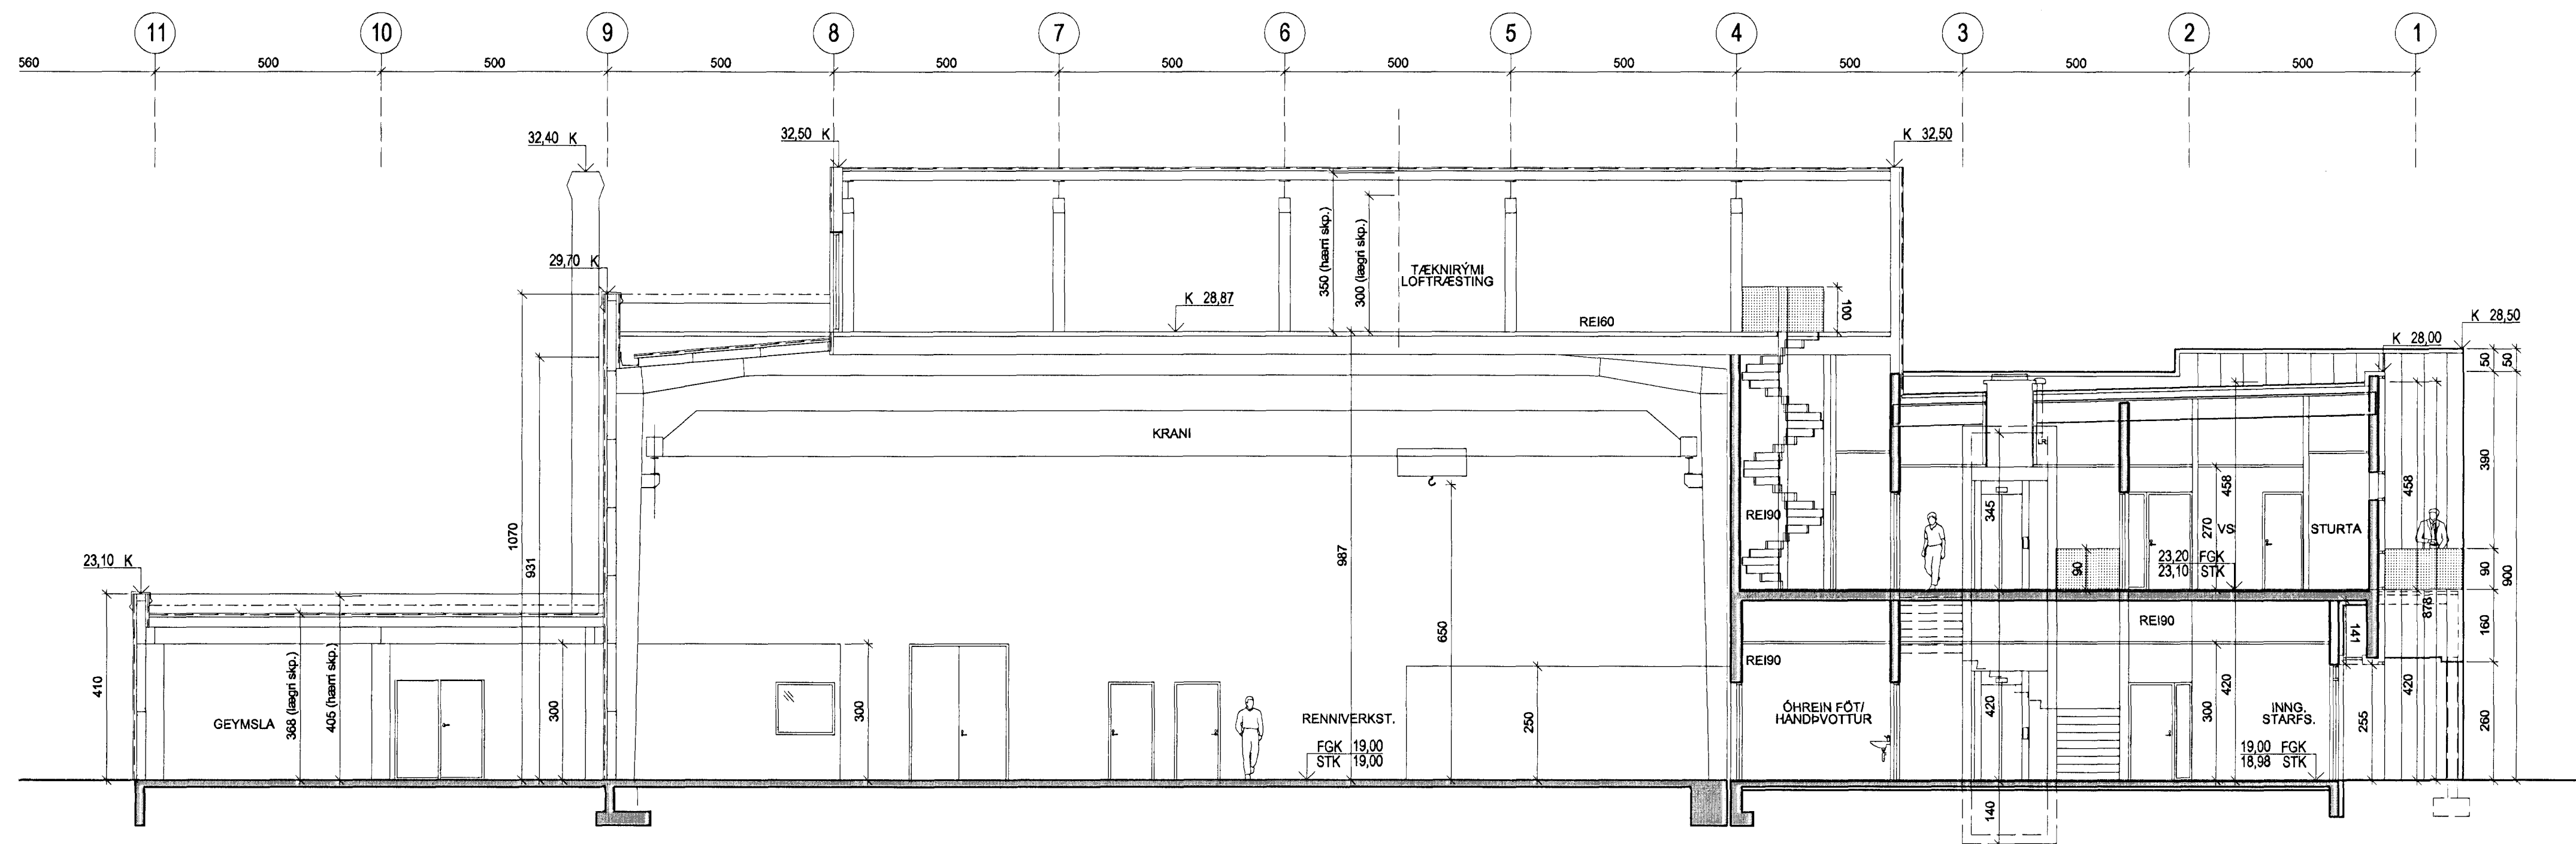 11 10 9 8 7 6 5 4 3 2 1
560 500 500 500 500 500 500 500 500 500 500
32,40 K
32,50 K
K 32,50
29,70 K
350 (hærri skp.)
300 (lægri skp.)
TÆKNIRÝMI
LOFTRÆSTING
K 28,87
REI60
100
K 28,50
K 28,00
50
50
KRANI
1070
931
987
650
REI90
345
90
458
270
VS
STURTA
23,20 FGK
23,10 STK
458
390
90
900
878
160
23,10 K
410
GEYMSLA
368 (lægri skp.)
405 (hærri skp.)
300
300
RENNIVERKST.
FGK 19,00
STK 19,00
250
REI90
REI90
141
ÓHREIN FÖT/
HANDÞVOTTUR
420
300
420
INNG.
STARFS.
19,00 FGK
18,98 STK
255
420
260
140